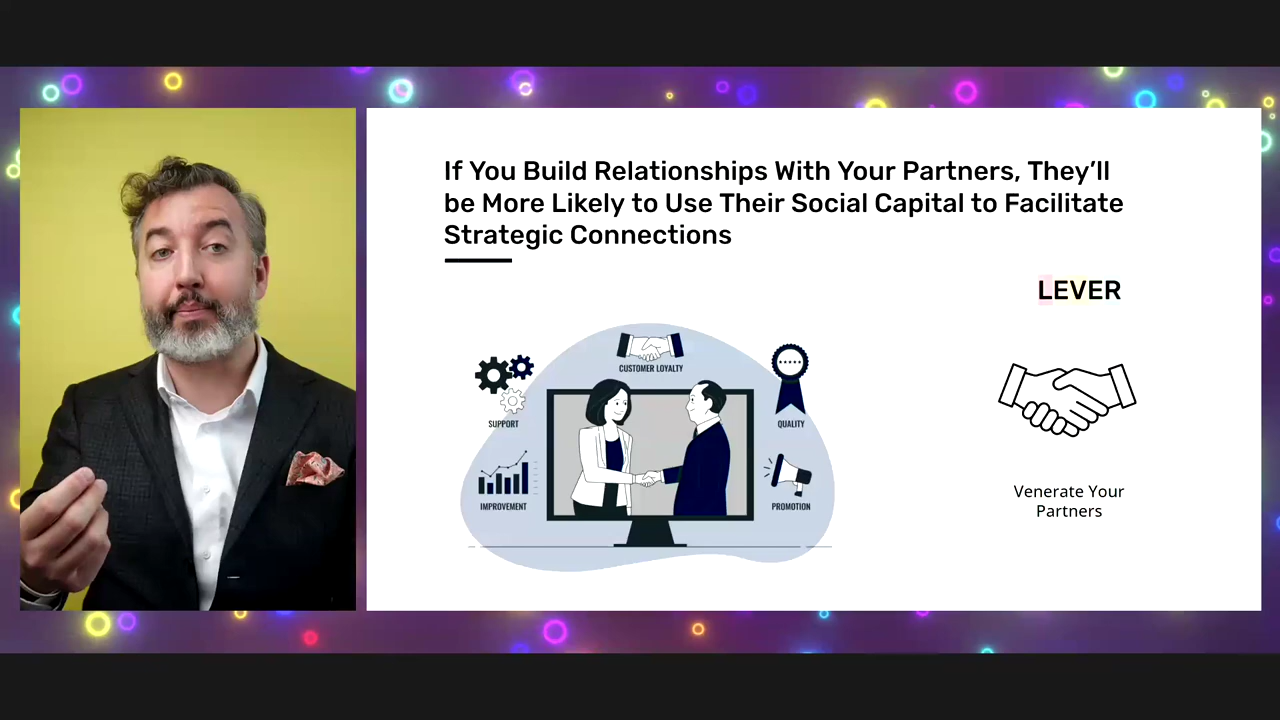 If You Build Relationships With Your Partners, They’ll
be More Likely to Use Their Social Capital to Facilitate
Strategic Connections
LEVER
CUSTOMER LOYALTY
SUPPORT
QUALITY
IMPROVEMENT
PROMOTION
Venerate Your
Partners